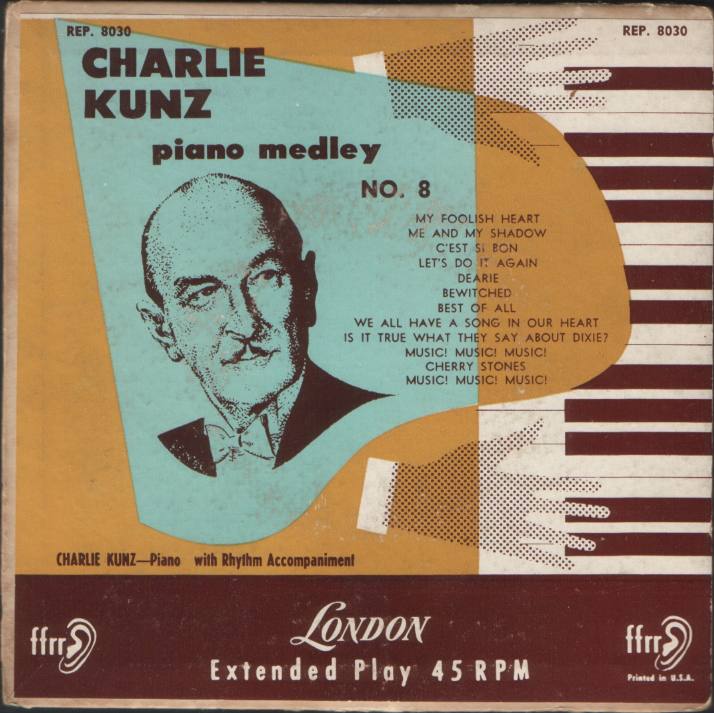 REP. 8030
REP. 8030
CHARLIE
KUNZ
piano medley
NO. 8
MY FOOLISH HEART
ME AND MY SHADOW
C'EST SI BON
LET'S DO IT AGAIN
DEARIE
BEWITCHED
BEST OF ALL
WE ALL HAVE A SONG IN OUR HEART
IS IT TRUE WHAT THEY SAY ABOUT DIXIE?
MUSIC! MUSIC! MUSIC!
CHERRY STONES
MUSIC! MUSIC! MUSIC!
CHARLIE KUNZ—Piano with Rhythm Accompaniment
ffrr
LONDON
ffrr
Extended Play 45 RPM
Printed in U.S.A.